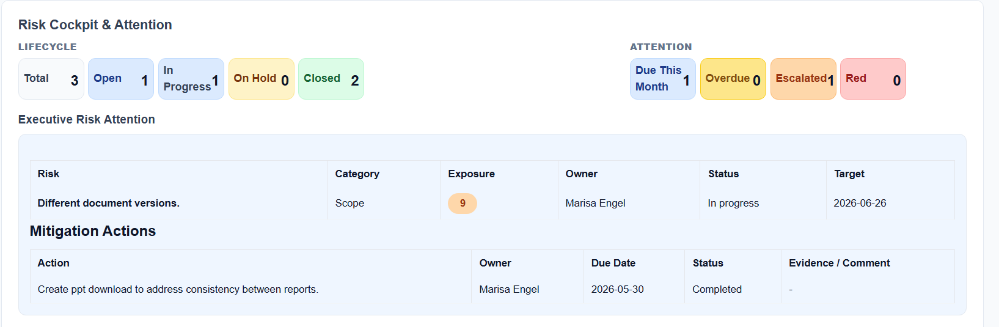 Risk Cockpit & Attention
LIFECYCLE
Total 3
Open 1
In Progress 1
On Hold 0
Closed 2
ATTENTION
Due This Month 1
Overdue 0
Escalated 1
Red 0
Executive Risk Attention
Risk Category Exposure Owner Status Target
Different document versions. Scope 9 Marisa Engel In progress 2026-06-26
Mitigation Actions
Action Owner Due Date Status Evidence / Comment
Create ppt download to address consistency between reports. Marisa Engel 2026-05-30 Completed -